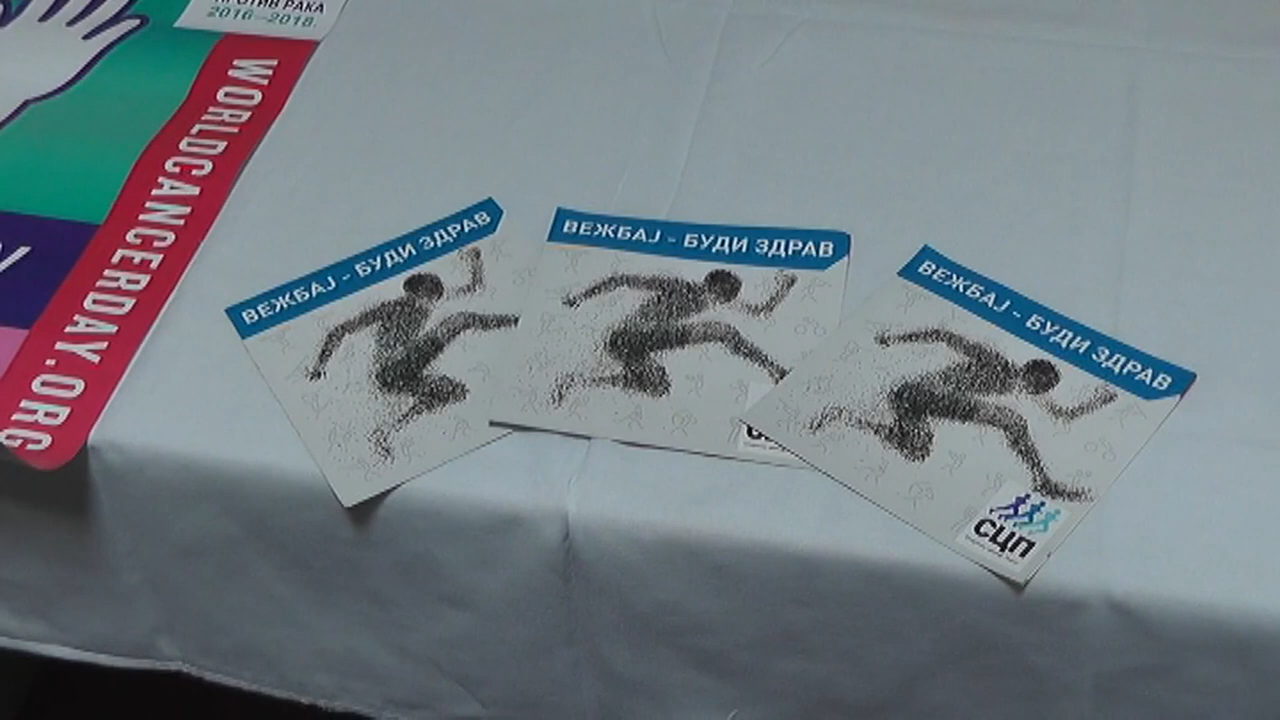 ПРОТИВ РАКА
2016-2018.
WORLDCANCERDAY.ORG
ВЕЖБАЈ - БУДИ ЗДРАВ
ВЕЖБАЈ - БУДИ ЗДРАВ
ВЕЖБАЈ - БУДИ ЗДРАВ
СЦП